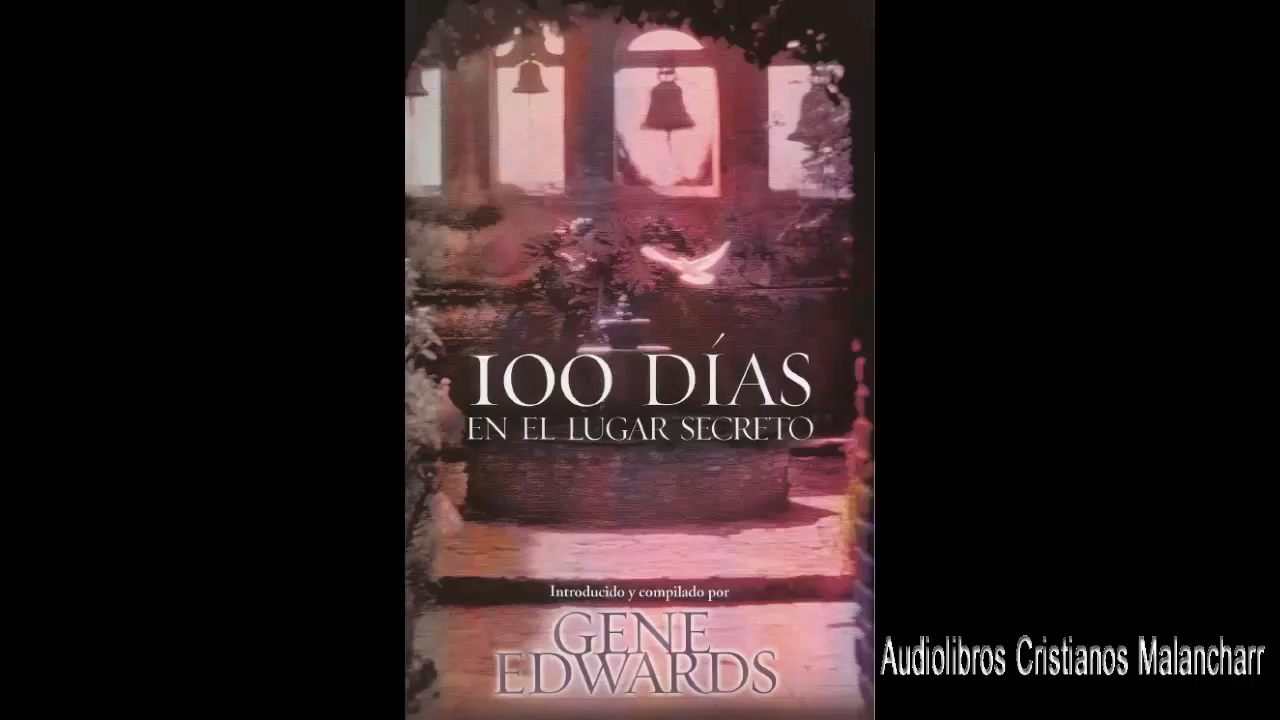 100 DÍAS
EN EL LUGAR SECRETO
Introducido y compilado por
GENE
EDWARDS
Audiolibros Cristianos Malancharr